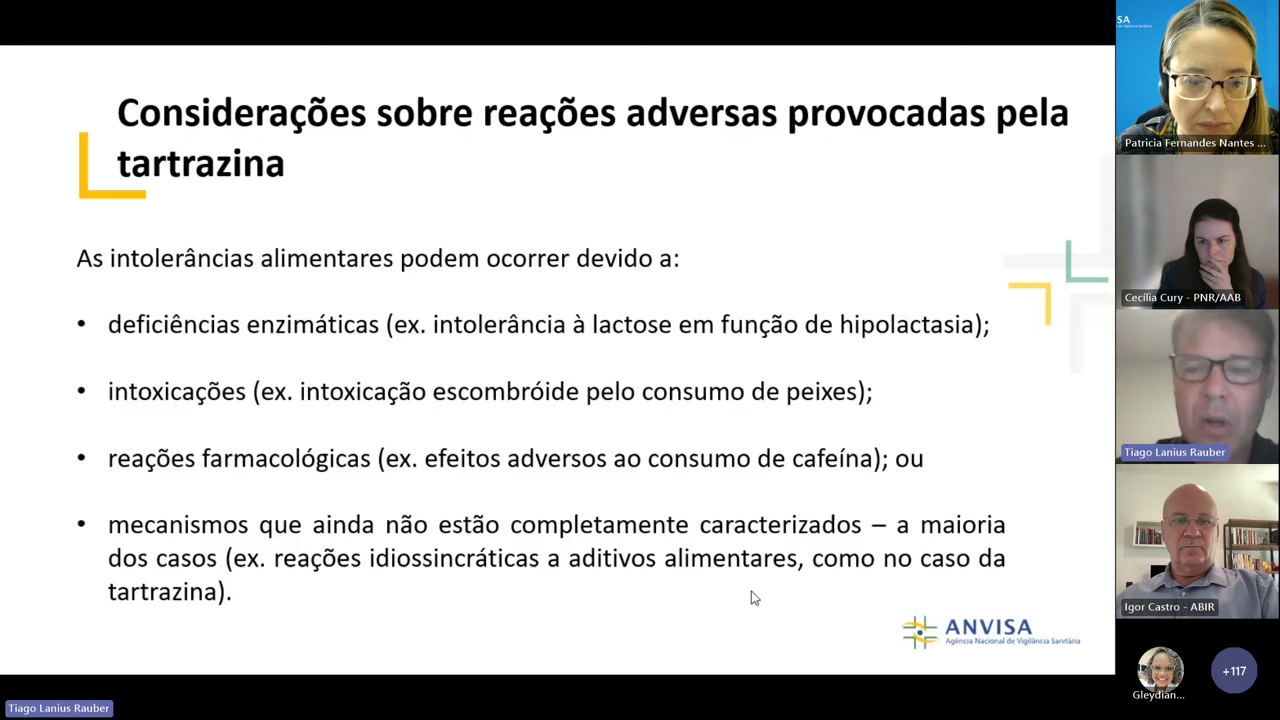 Considerações sobre reações adversas provocadas pela
tartrazina
As intolerâncias alimentares podem ocorrer devido a:
• deficiências enzimáticas (ex. intolerância à lactose em função de hipolactasia);
• intoxicações (ex. intoxicação escombróide pelo consumo de peixes);
• reações farmacológicas (ex. efeitos adversos ao consumo de cafeína); ou
• mecanismos que ainda não estão completamente caracterizados – a maioria
dos casos (ex. reações idiossincráticas a aditivos alimentares, como no caso da
tartrazina).
ANVISA
Agência Nacional de Vigilância Sanitária
SA
Patricia Fernandes Nantes ...
Cecília Cury - PNR/AAB
Tiago Lanius Rauber
Igor Castro - ABIR
Gleydian...
+117
Tiago Lanius Rauber